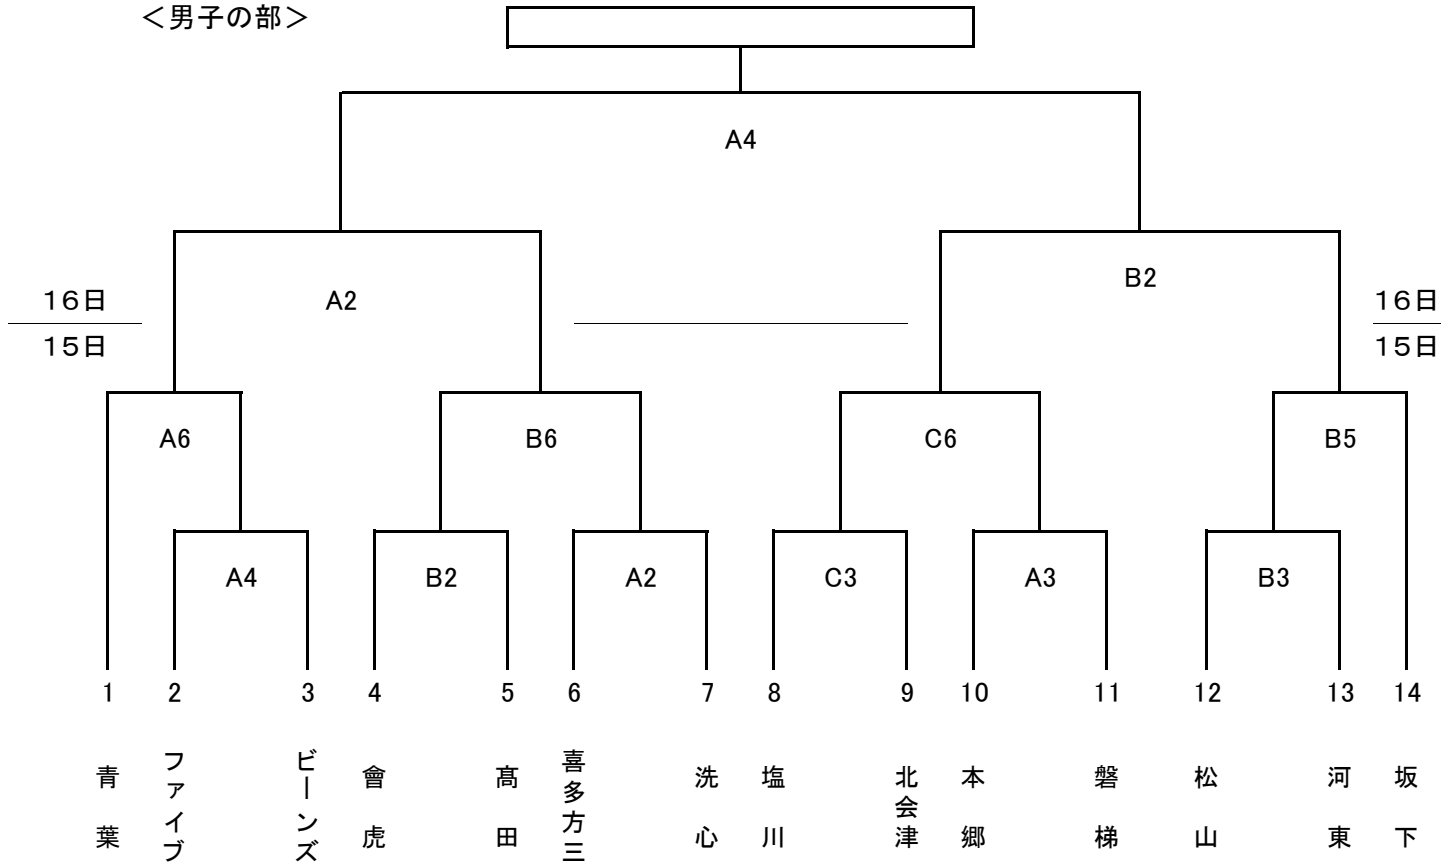 ＜男子の部＞
A4
B2
A2
16日
16日
15日
15日
A6
B6
C6
B5
A4
B2
A2
C3
A3
B3
1
2
3
4
5
6
7
8
9
10
11
12
13
14
青葉
ファイブ
ビーンズ
會虎
髙田
喜多方三
洗心
塩川
北会津
本郷
磐梯
松山
河東
坂下